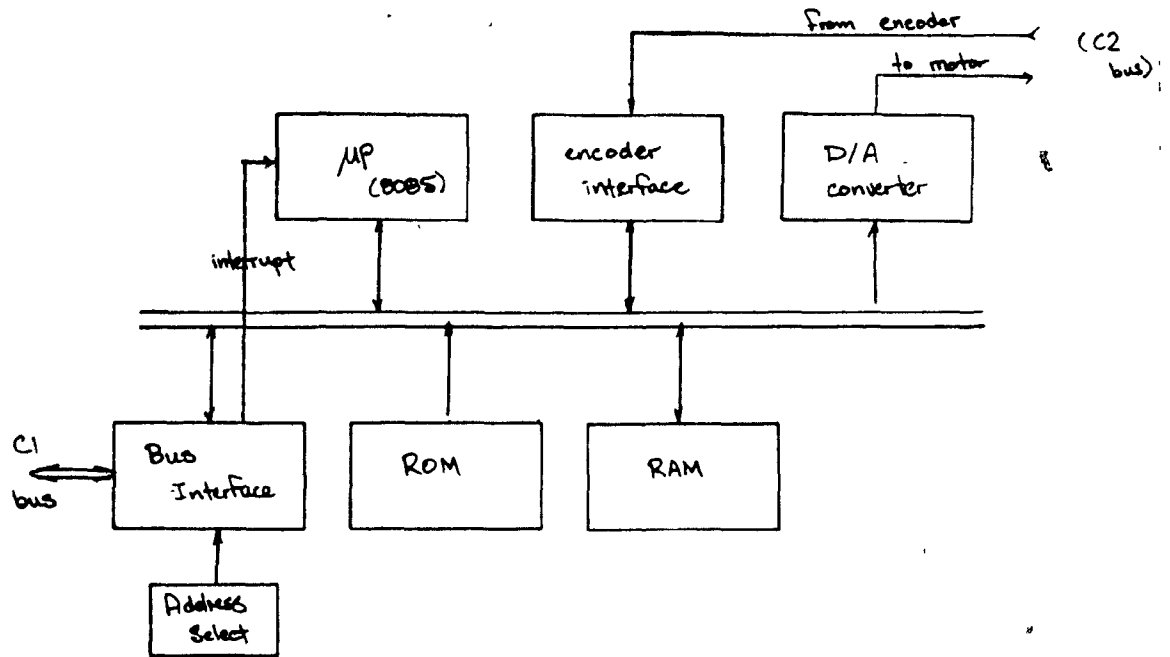 from encoder
(C2
bus)
to motor
μP
(8085)
encoder
interface
D/A
converter
interrupt
C1
bus
Bus
Interface
ROM
RAM
Address
Select